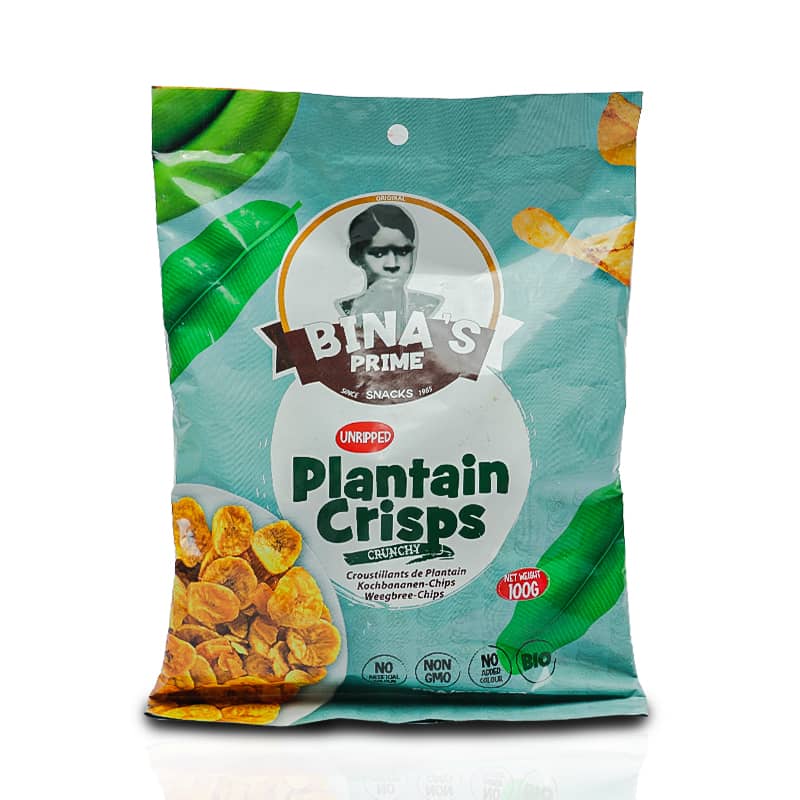 ORIGINAL
BINA'S
PRIME
SINCE SNACKS 1985
UNRIPPED
Plantain
Crisps
CRUNCHY
Croustillants de Plantain
Kochbananen-Chips
Weegbree-Chips
NET WEIGHT
100G
NO
ARTIFICIAL
NON
GMO
NO
ADDED
COLOUR
BIO